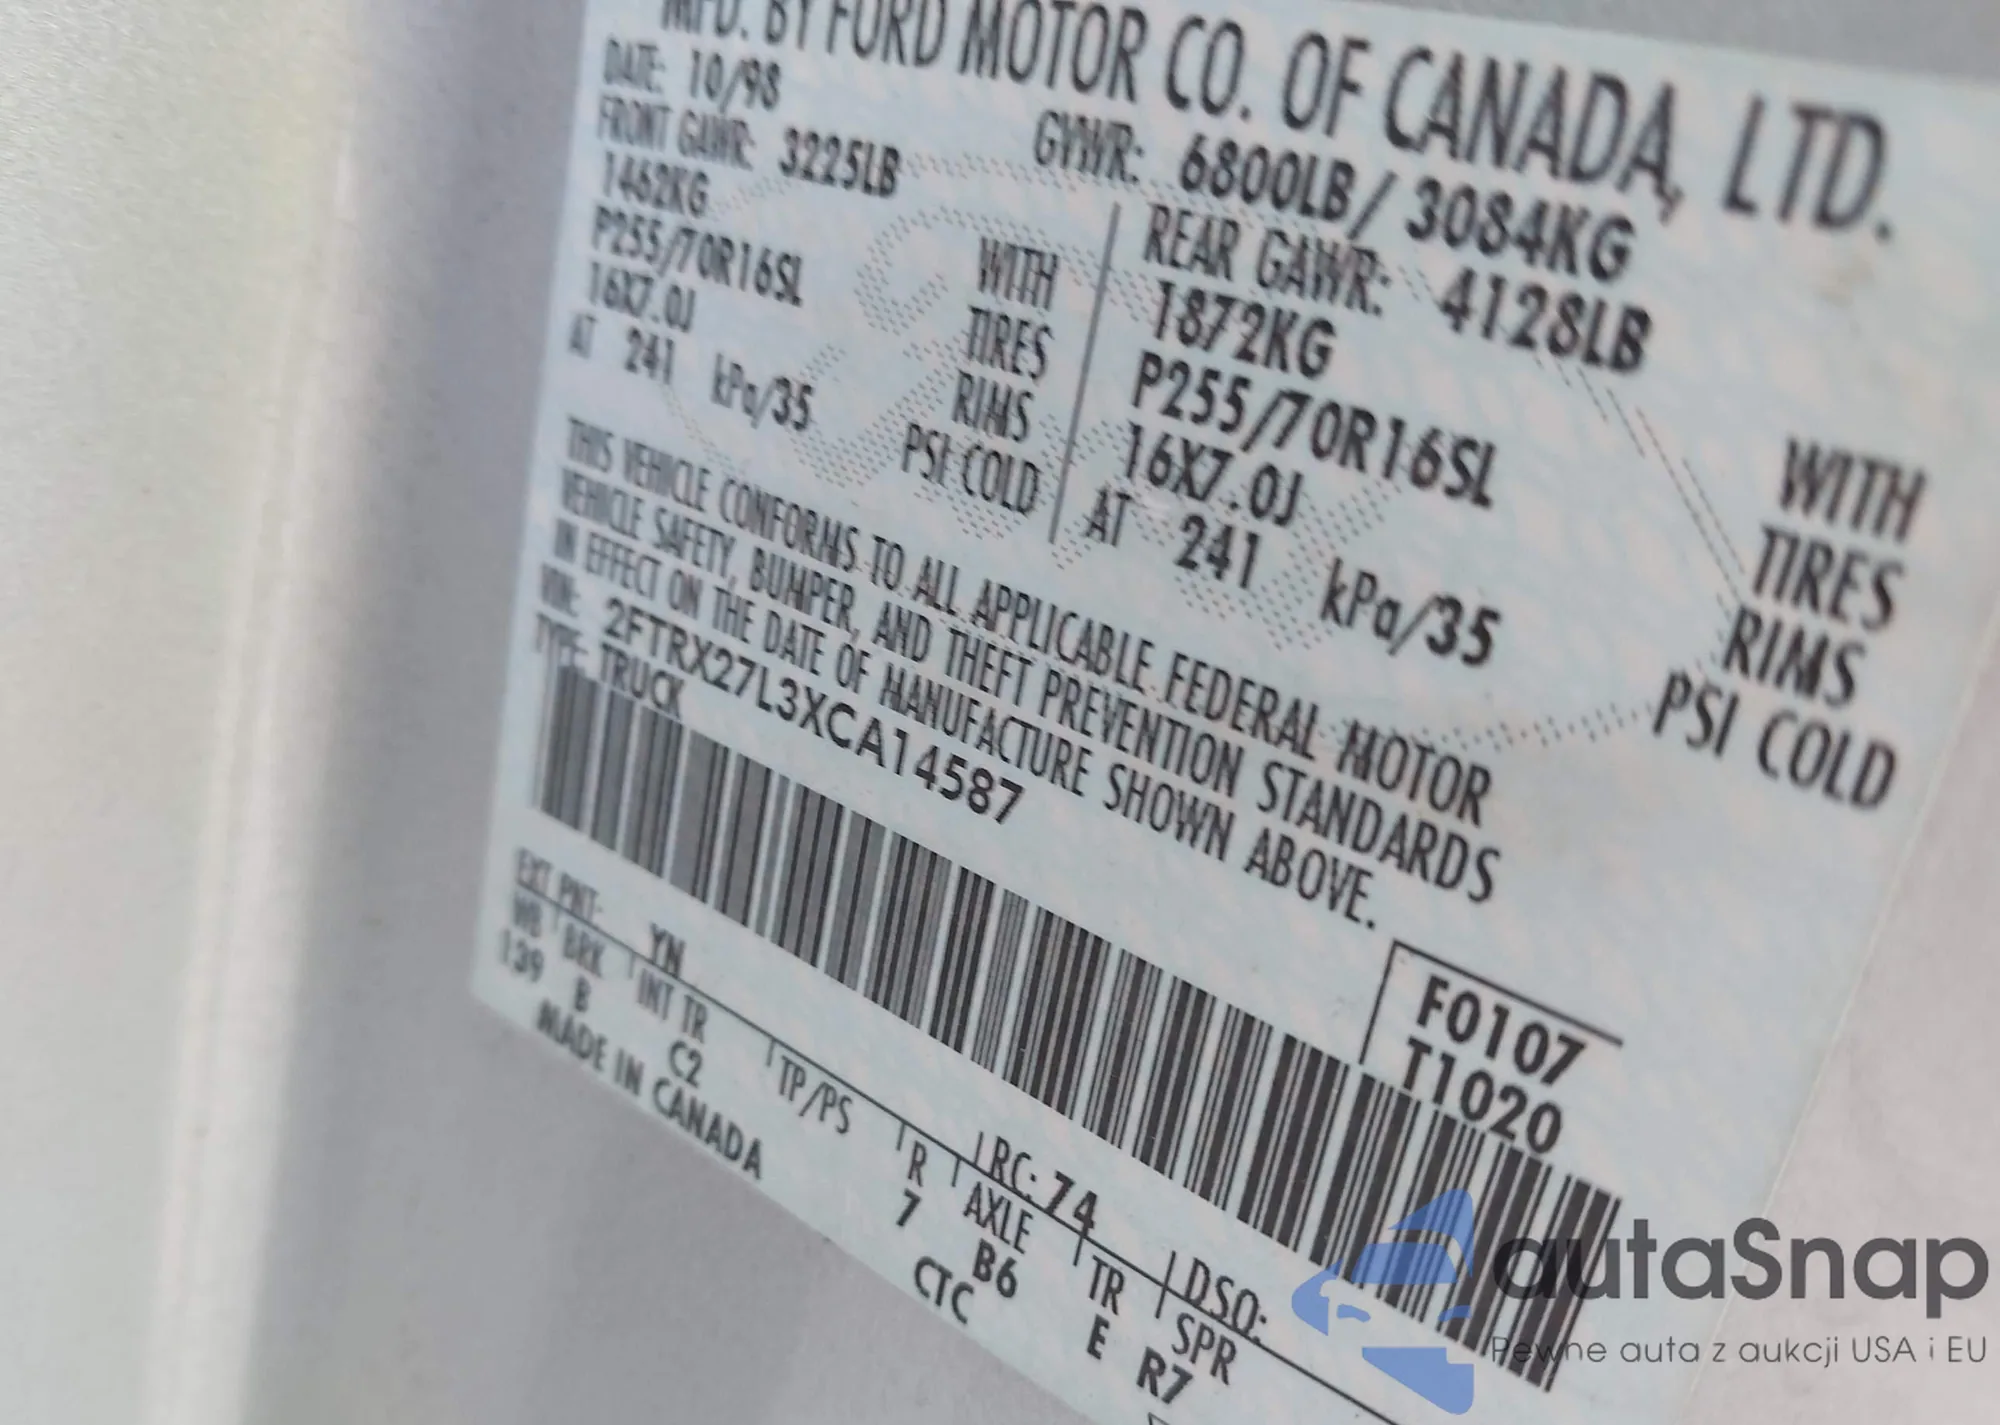 MFD. BY FORD MOTOR CO. OF CANADA, LTD.
DATE: 10/98 GVWR: 6800LB/ 3084KG
FRONT GAWR: 3225LB REAR GAWR: 4128LB
1462KG WITH 1872KG WITH
P255/70R16SL TIRES P255/70R16SL TIRES
16X7.0J RIMS 16X7.0J RIMS
AT 241 kPa/35 PSI COLD AT 241 kPa/35 PSI COLD
THIS VEHICLE CONFORMS TO ALL APPLICABLE FEDERAL MOTOR
VEHICLE SAFETY, BUMPER, AND THEFT PREVENTION STANDARDS
IN EFFECT ON THE DATE OF MANUFACTURE SHOWN ABOVE.
VIN: 2FTRX27L3XCA14587
TYPE: TRUCK
F0107
T1020
EXT PNT: YN RC: 74 DSO:
WB BRK INT TR TP/PS R AXLE TR SPR
139 B C2 7 B6 E R7
MADE IN CANADA CTC
autaSnap
Pewne auta z aukcji USA i EU